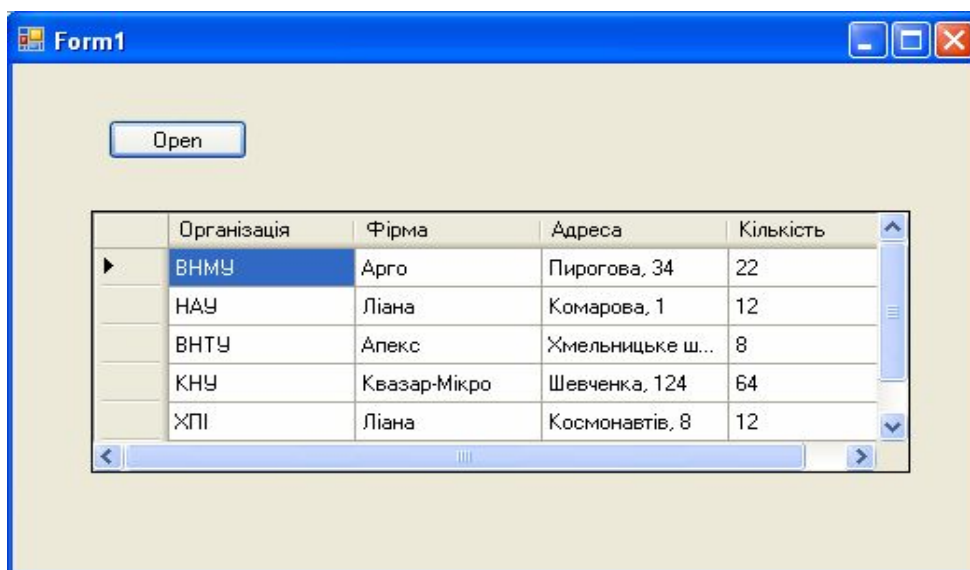 Form1
Open
Організація Фірма Адреса Кількість
ВНМУ Арго Пирогова, 34 22
НАУ Ліана Комарова, 1 12
ВНТУ Апекс Хмельницьке ш... 8
КНУ Квазар-Мікро Шевченка, 124 64
ХПІ Ліана Космонавтів, 8 12